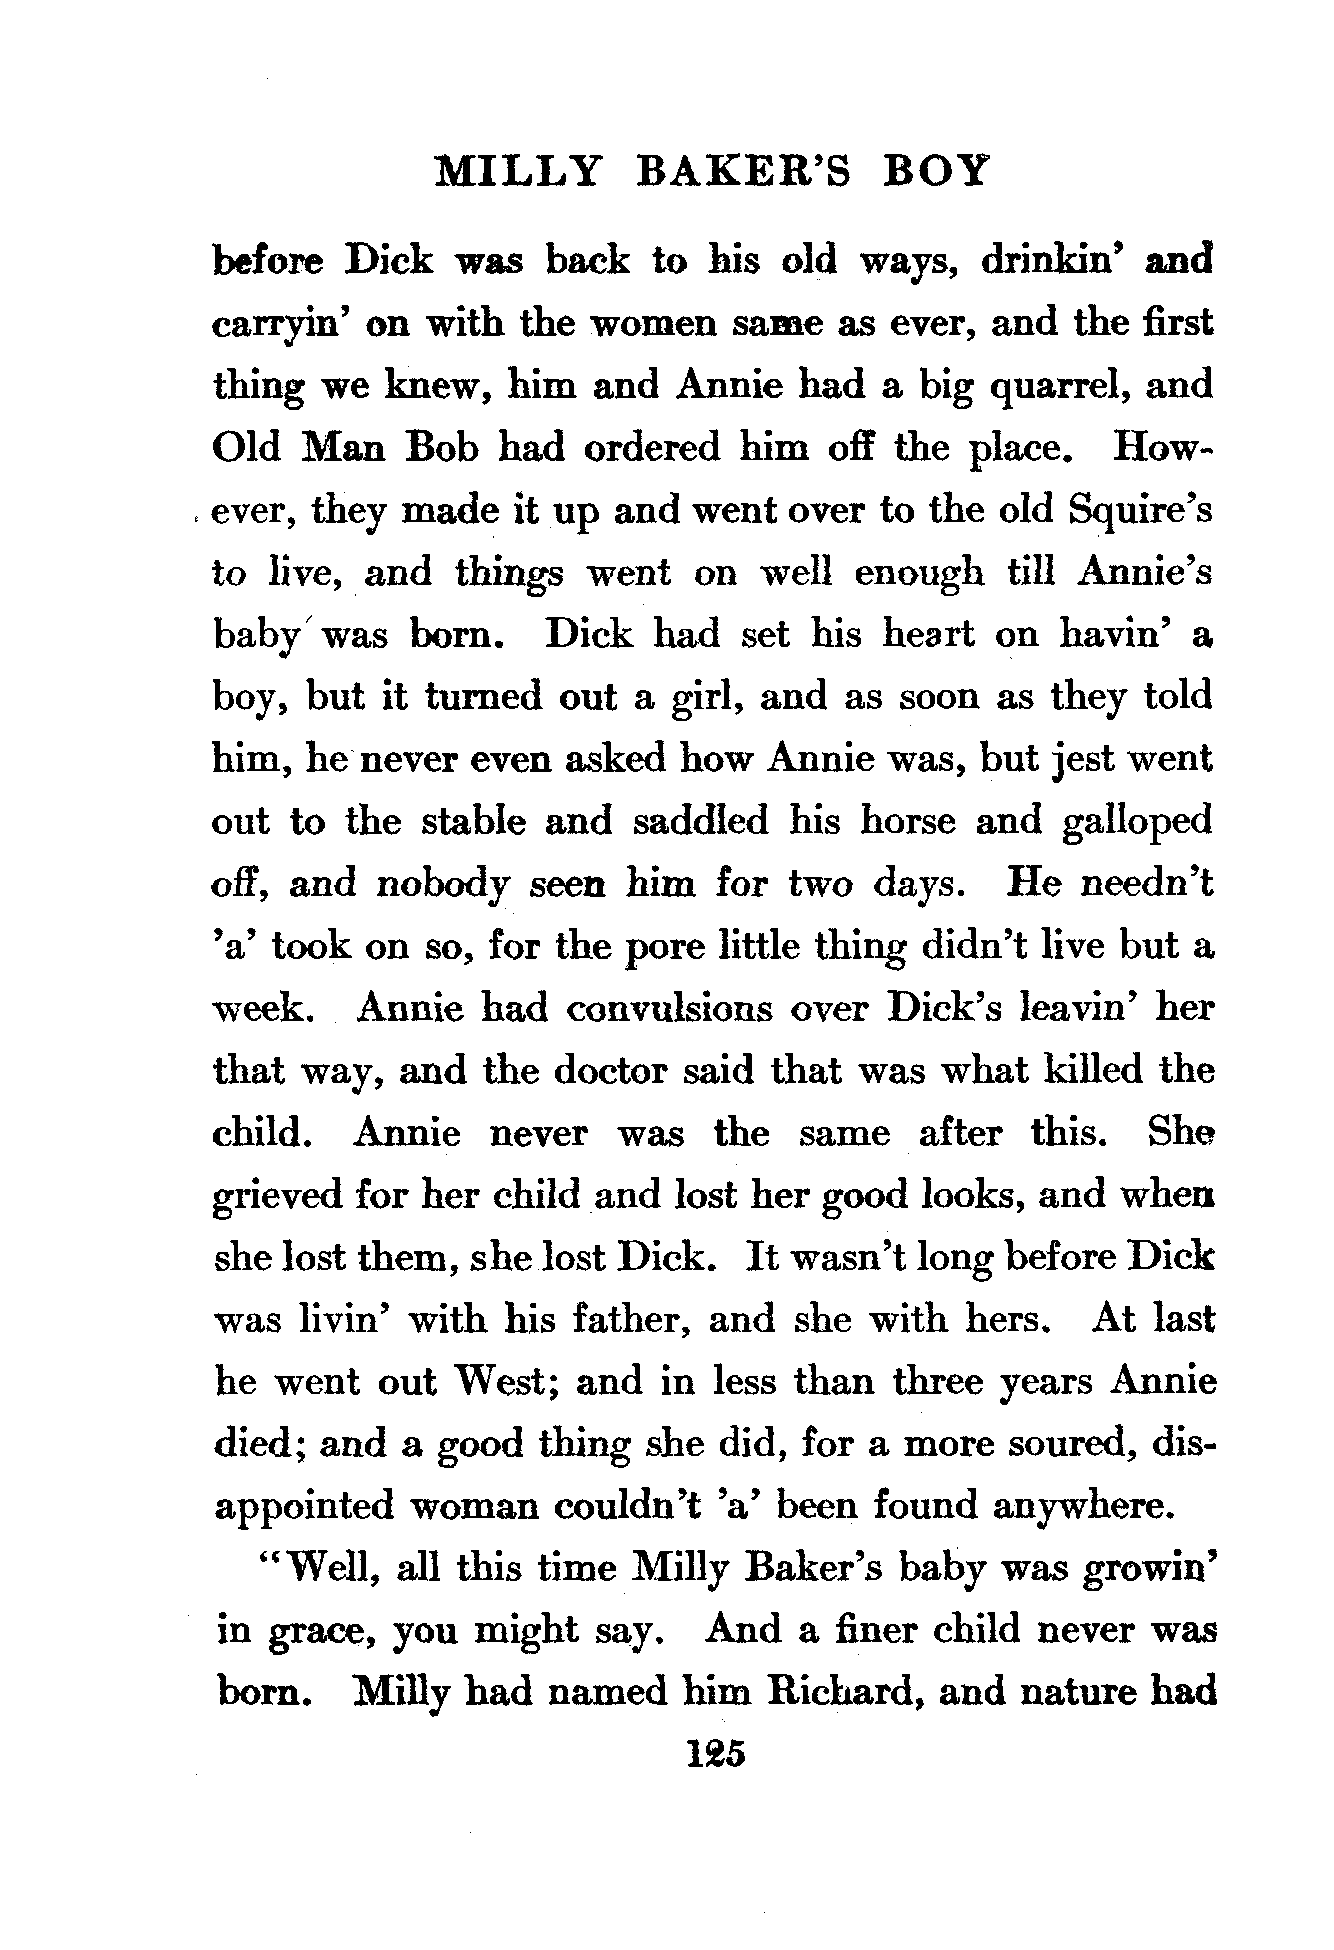 MILLY BAKER'S BOY
before Dick was back to his old ways, drinkin' and
carryin' on with the women same as ever, and the first
thing we knew, him and Annie had a big quarrel, and
Old Man Bob had ordered him off the place. How-
ever, they made it up and went over to the old Squire's
to live, and things went on well enough till Annie's
baby was born. Dick had set his heart on havin' a
boy, but it turned out a girl, and as soon as they told
him, he never even asked how Annie was, but jest went
out to the stable and saddled his horse and galloped
off, and nobody seen him for two days. He needn't
'a' took on so, for the pore little thing didn't live but a
week. Annie had convulsions over Dick's leavin' her
that way, and the doctor said that was what killed the
child. Annie never was the same after this. She
grieved for her child and lost her good looks, and when
she lost them, she lost Dick. It wasn't long before Dick
was livin' with his father, and she with hers. At last
he went out West; and in less than three years Annie
died; and a good thing she did, for a more soured, dis-
appointed woman couldn't 'a' been found anywhere.
"Well, all this time Milly Baker's baby was growin'
in grace, you might say. And a finer child never was
born. Milly had named him Richard, and nature had
125